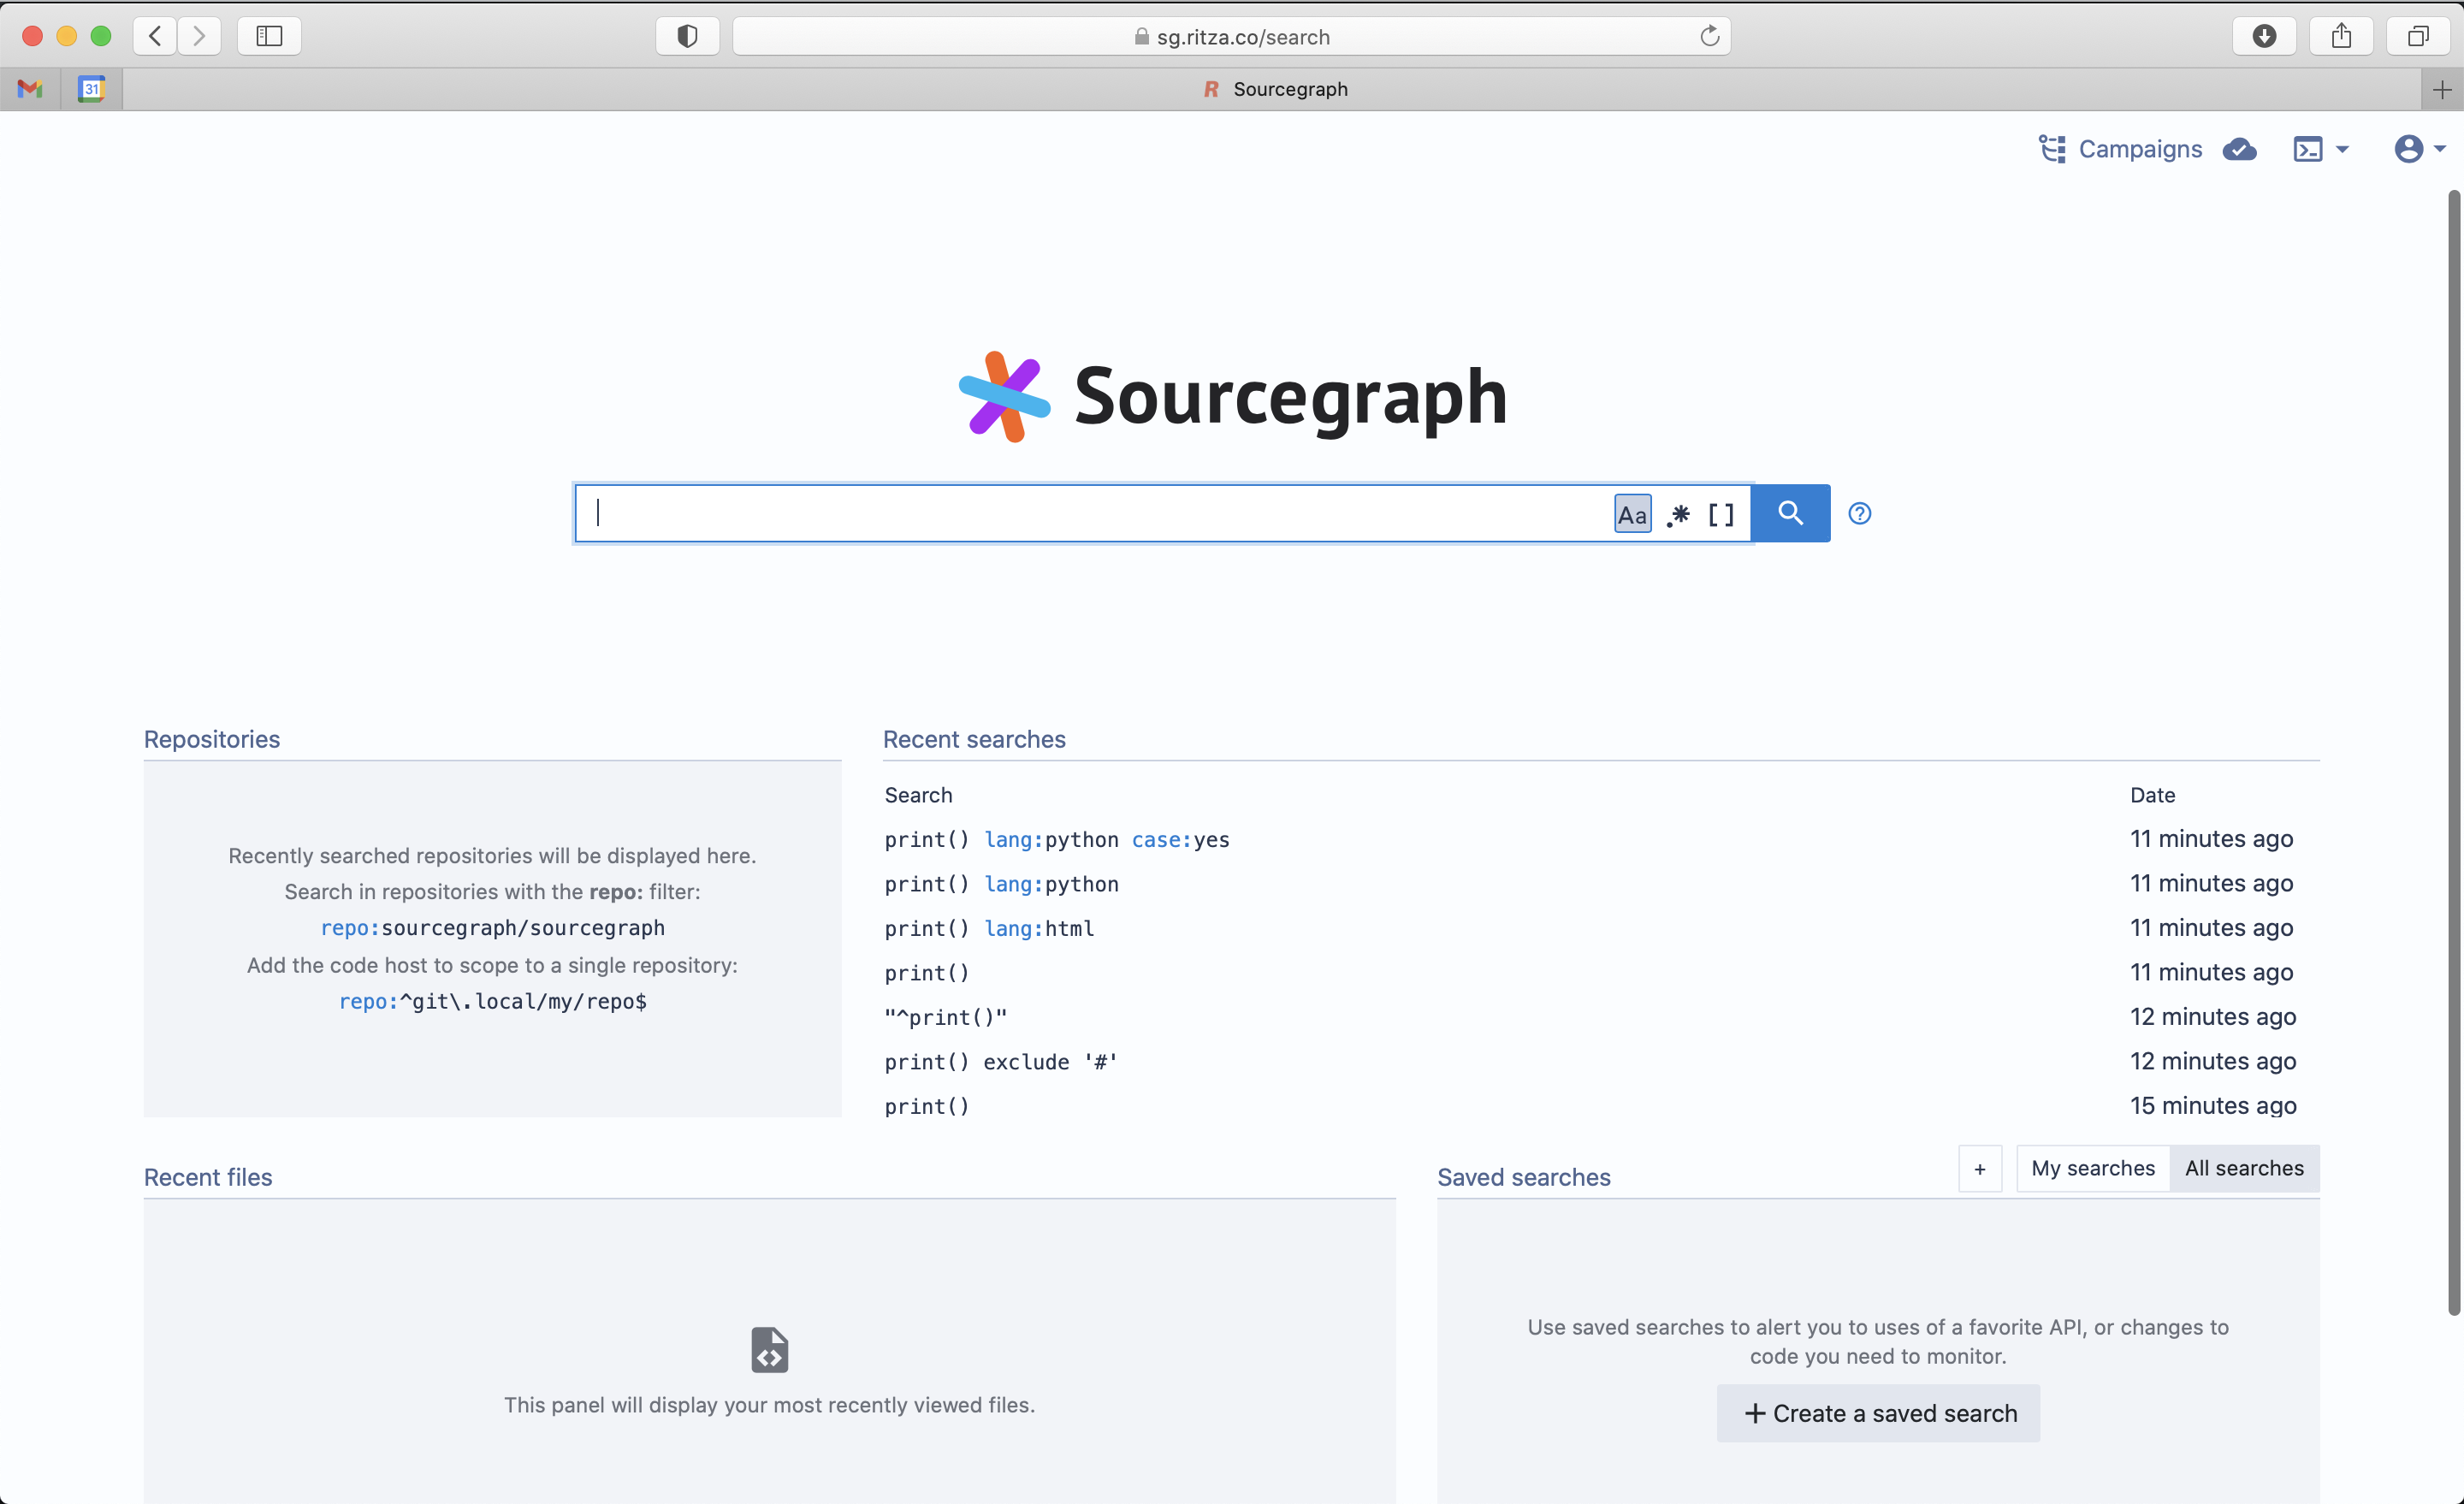 sg.ritza.co/search
31
R Sourcegraph
Campaigns
Sourcegraph
Aa .* []
?
Repositories
Recently searched repositories will be displayed here.
Search in repositories with the repo: filter:
repo:sourcegraph/sourcegraph
Add the code host to scope to a single repository:
repo:^git\.local/my/repo$
Recent searches
Search Date
print() lang:python case:yes 11 minutes ago
print() lang:python 11 minutes ago
print() lang:html 11 minutes ago
print() 11 minutes ago
"^print()" 12 minutes ago
print() exclude '#' 12 minutes ago
print() 15 minutes ago
Recent files
This panel will display your most recently viewed files.
Saved searches
+ My searches All searches
Use saved searches to alert you to uses of a favorite API, or changes to
code you need to monitor.
+ Create a saved search